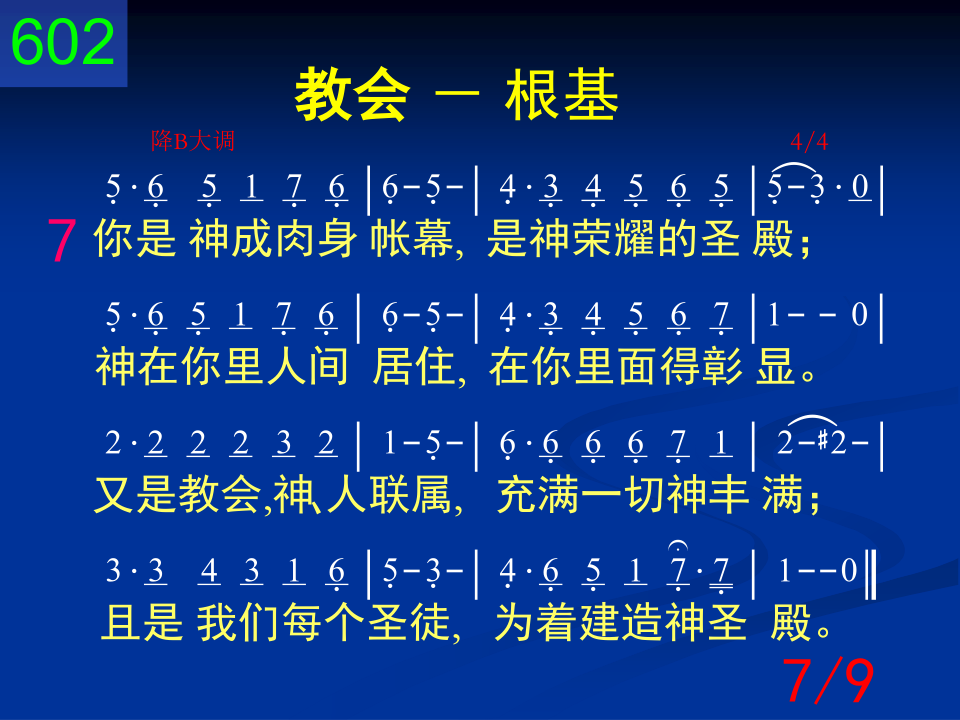 602
教会 － 根基
降B大调 4/4
5·6 5 1 7 6 |6-5-| 4·3 4 5 6 5 |5-3·0|
7 你是 神成肉身 帐幕, 是神荣耀的圣 殿；
5·6 5 1 7 6 | 6-5-| 4·3 4 5 6 7 |1- - 0|
神在你里人间 居住, 在你里面得彰 显。
2·2 2 2 3 2 | 1-5-| 6·6 6 6 7 1 | 2-#2-|
又是教会,神、人联属, 充满一切神丰 满；
3·3 4 3 1 6 |5-3-| 4·6 5 1 7·7 | 1--0‖
且是 我们每个圣徒, 为着建造神圣 殿。
7/9